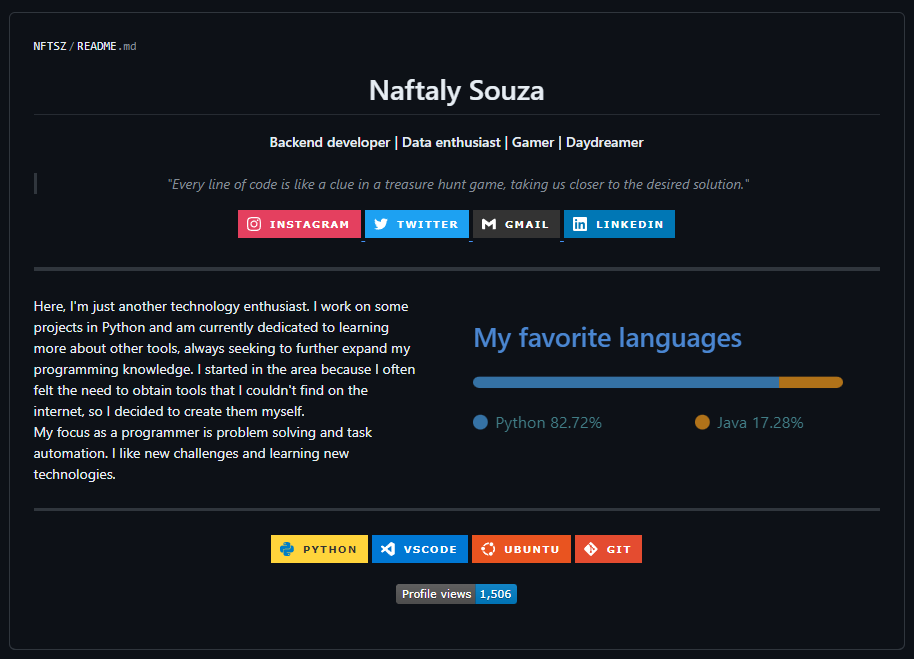 NFTSZ/README.md
Naftaly Souza
Backend developer | Data enthusiast | Gamer | Daydreamer
"Every line of code is like a clue in a treasure hunt game, taking us closer to the desired solution."
INSTAGRAM TWITTER GMAIL LINKEDIN
Here, I'm just another technology enthusiast. I work on some
projects in Python and am currently dedicated to learning
more about other tools, always seeking to further expand my
programming knowledge. I started in the area because I often
felt the need to obtain tools that I couldn't find on the
internet, so I decided to create them myself.
My focus as a programmer is problem solving and task
automation. I like new challenges and learning new
technologies.
My favorite languages
Python 82.72% Java 17.28%
PYTHON VSCODE UBUNTU GIT
Profile views 1,506